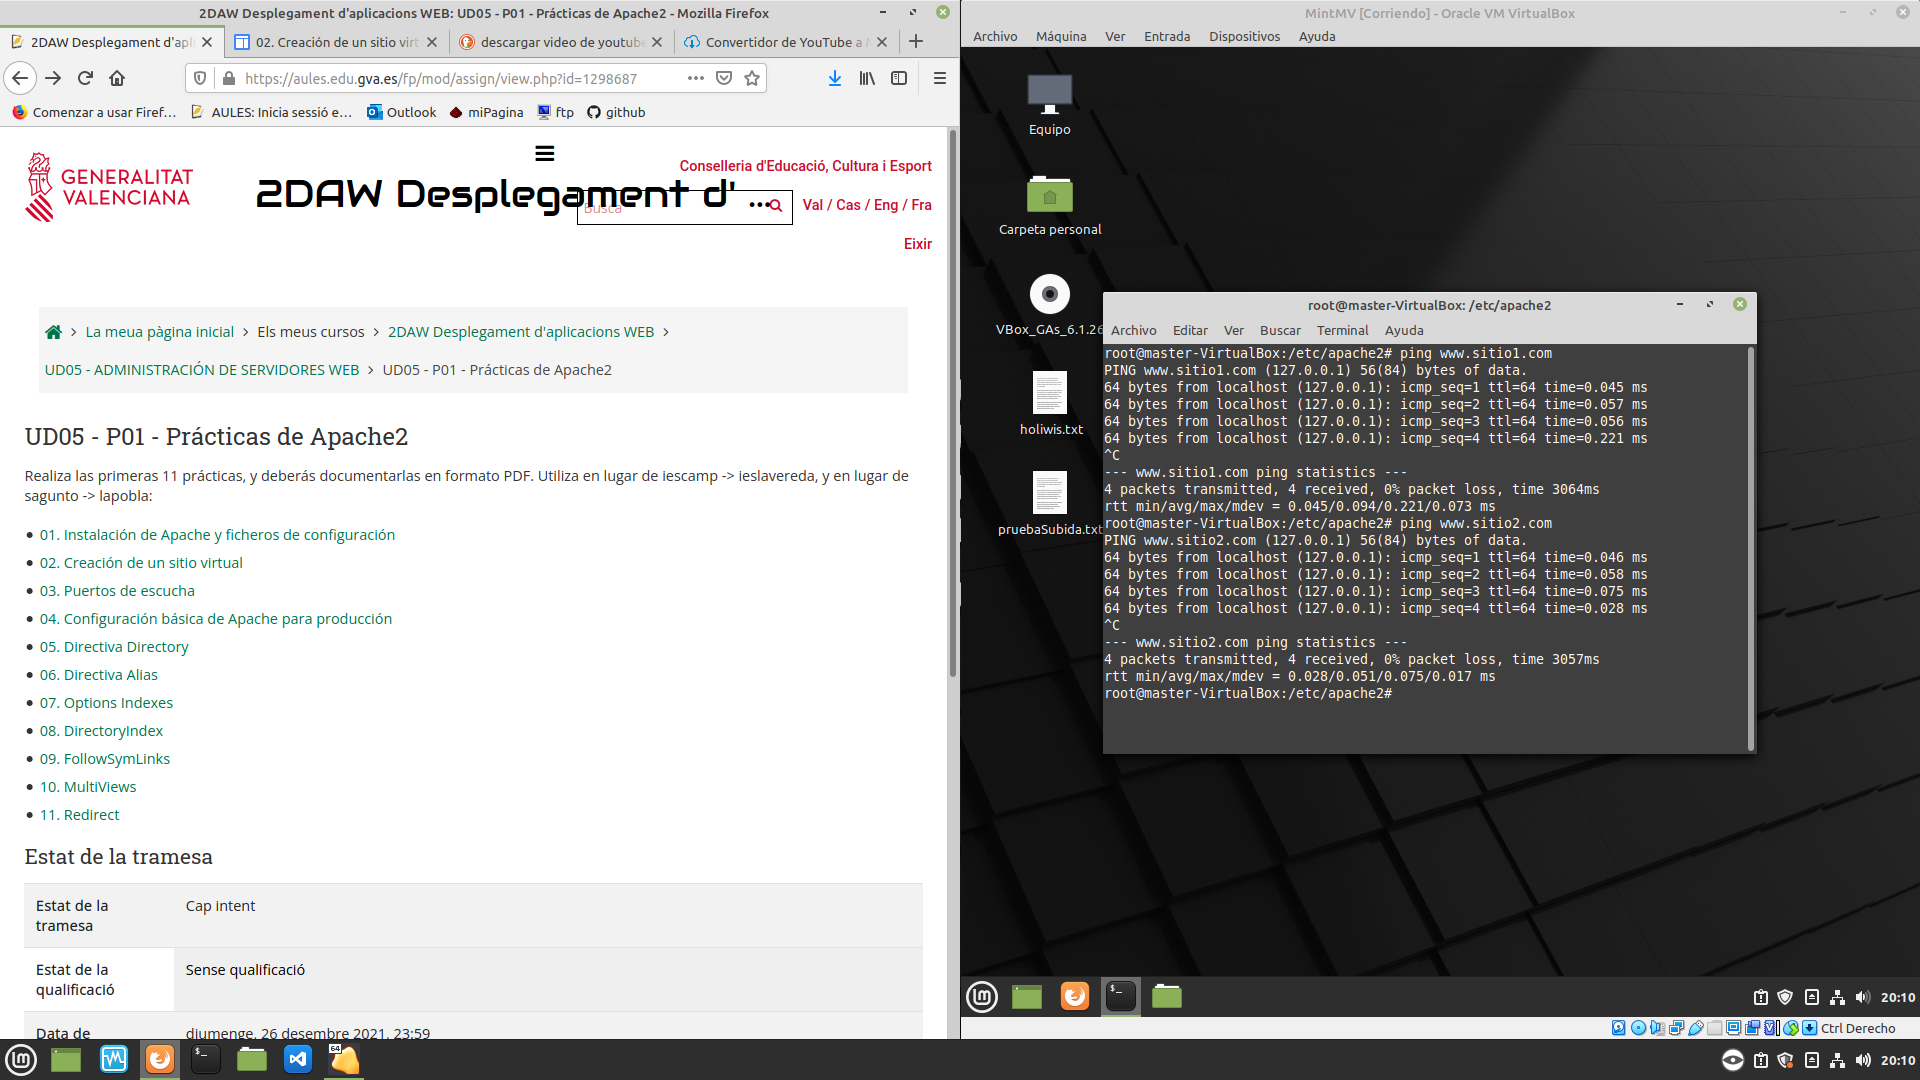 2DAW Desplegament d'aplicacions WEB: UD05 - P01 - Prácticas de Apache2 - Mozilla Firefox
2DAW Desplegament d'apl
02. Creación de un sitio virt
descargar video de youtube
Convertidor de YouTube a
https://aules.edu.gva.es/fp/mod/assign/view.php?id=1298687
Comenzar a usar Firef…
AULES: Inicia sessió e…
Outlook
miPagina
ftp
github
GENERALITAT
VALENCIANA
2DAW Desplegament d' ...
Conselleria d'Educació, Cultura i Esport
Busca
Val / Cas / Eng / Fra
Eixir
La meua pàgina inicial > Els meus cursos > 2DAW Desplegament d'aplicacions WEB >
UD05 - ADMINISTRACIÓN DE SERVIDORES WEB > UD05 - P01 - Prácticas de Apache2
UD05 - P01 - Prácticas de Apache2
Realiza las primeras 11 prácticas, y deberás documentarlas en formato PDF. Utiliza en lugar de iescamp -> ieslavereda, y en lugar de
sagunto -> lapobla:
01. Instalación de Apache y ficheros de configuración
02. Creación de un sitio virtual
03. Puertos de escucha
04. Configuración básica de Apache para producción
05. Directiva Directory
06. Directiva Alias
07. Options Indexes
08. DirectoryIndex
09. FollowSymLinks
10. MultiViews
11. Redirect
Estat de la tramesa
Estat de la
tramesa
Cap intent
Estat de la
qualificació
Sense qualificació
Data de
diumenge, 26 desembre 2021, 23:59
64
20:10
MintMV [Corriendo] - Oracle VM VirtualBox
Archivo Máquina Ver Entrada Dispositivos Ayuda
Equipo
Carpeta personal
VBox_GAs_6.1.26
holiwis.txt
pruebaSubida.txt
root@master-VirtualBox: /etc/apache2
Archivo Editar Ver Buscar Terminal Ayuda
root@master-VirtualBox:/etc/apache2# ping www.sitio1.com
PING www.sitio1.com (127.0.0.1) 56(84) bytes of data.
64 bytes from localhost (127.0.0.1): icmp_seq=1 ttl=64 time=0.045 ms
64 bytes from localhost (127.0.0.1): icmp_seq=2 ttl=64 time=0.057 ms
64 bytes from localhost (127.0.0.1): icmp_seq=3 ttl=64 time=0.056 ms
64 bytes from localhost (127.0.0.1): icmp_seq=4 ttl=64 time=0.221 ms
^C
--- www.sitio1.com ping statistics ---
4 packets transmitted, 4 received, 0% packet loss, time 3064ms
rtt min/avg/max/mdev = 0.045/0.094/0.221/0.073 ms
root@master-VirtualBox:/etc/apache2# ping www.sitio2.com
PING www.sitio2.com (127.0.0.1) 56(84) bytes of data.
64 bytes from localhost (127.0.0.1): icmp_seq=1 ttl=64 time=0.046 ms
64 bytes from localhost (127.0.0.1): icmp_seq=2 ttl=64 time=0.058 ms
64 bytes from localhost (127.0.0.1): icmp_seq=3 ttl=64 time=0.075 ms
64 bytes from localhost (127.0.0.1): icmp_seq=4 ttl=64 time=0.028 ms
^C
--- www.sitio2.com ping statistics ---
4 packets transmitted, 4 received, 0% packet loss, time 3057ms
rtt min/avg/max/mdev = 0.028/0.051/0.075/0.017 ms
root@master-VirtualBox:/etc/apache2#
20:10
Ctrl Derecho